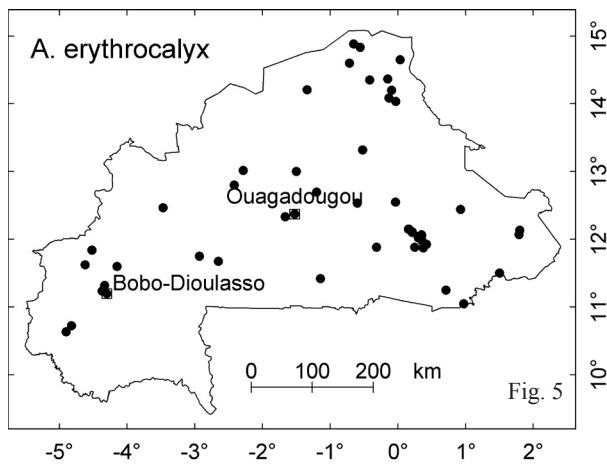 A. erythrocalyx
15°
14°
13°
Ouagadougou
12°
Bobo-Dioulasso
11°
0 100 200 km
10°
Fig. 5
-5° -4° -3° -2° -1° 0° 1° 2°